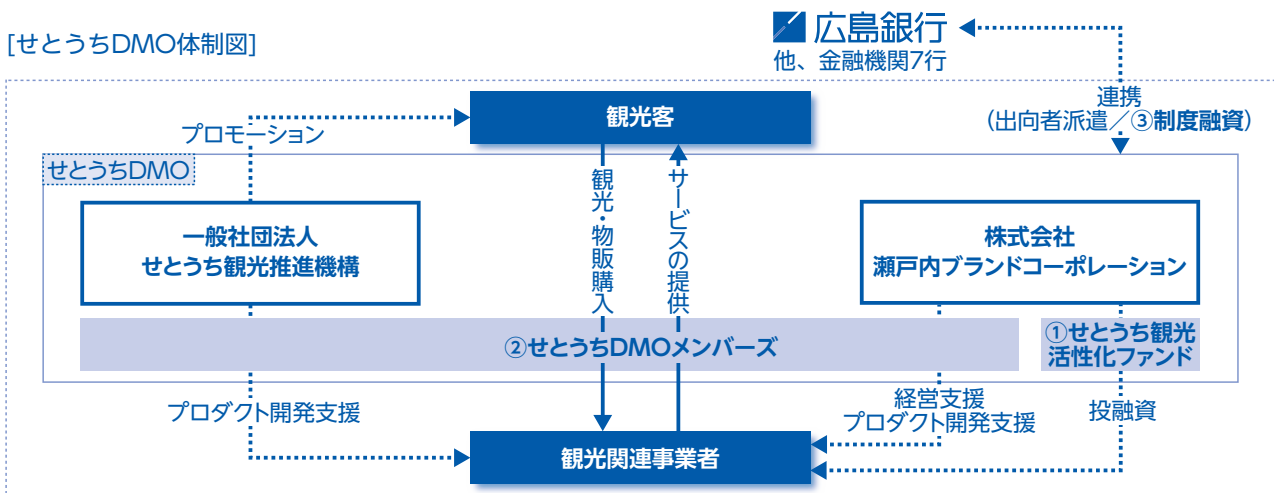 [せとうちDMO体制図]
広島銀行
他、金融機関7行
連携
(出向者派遣／③制度融資)
観光客
プロモーション
せとうちDMO
観光・物販購入
サービスの提供
一般社団法人
せとうち観光推進機構
株式会社
瀬戸内ブランドコーポレーション
②せとうちDMOメンバーズ
①せとうち観光
活性化ファンド
プロダクト開発支援
経営支援
プロダクト開発支援
投融資
観光関連事業者